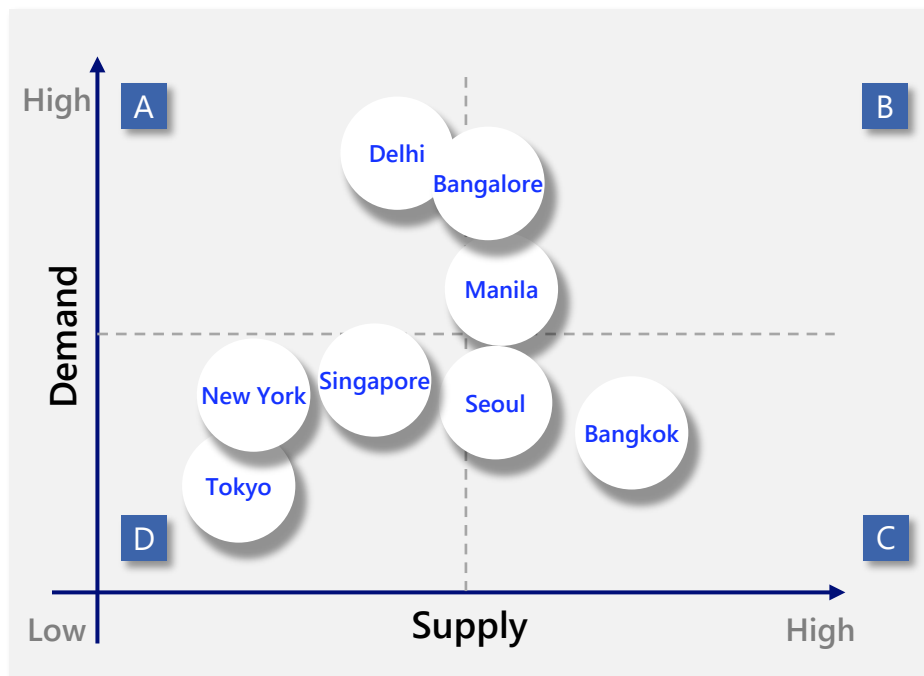 High
A
B
Delhi
Bangalore
Manila
Demand
Singapore
New York
Seoul
Bangkok
Tokyo
D
C
Low
Supply
High